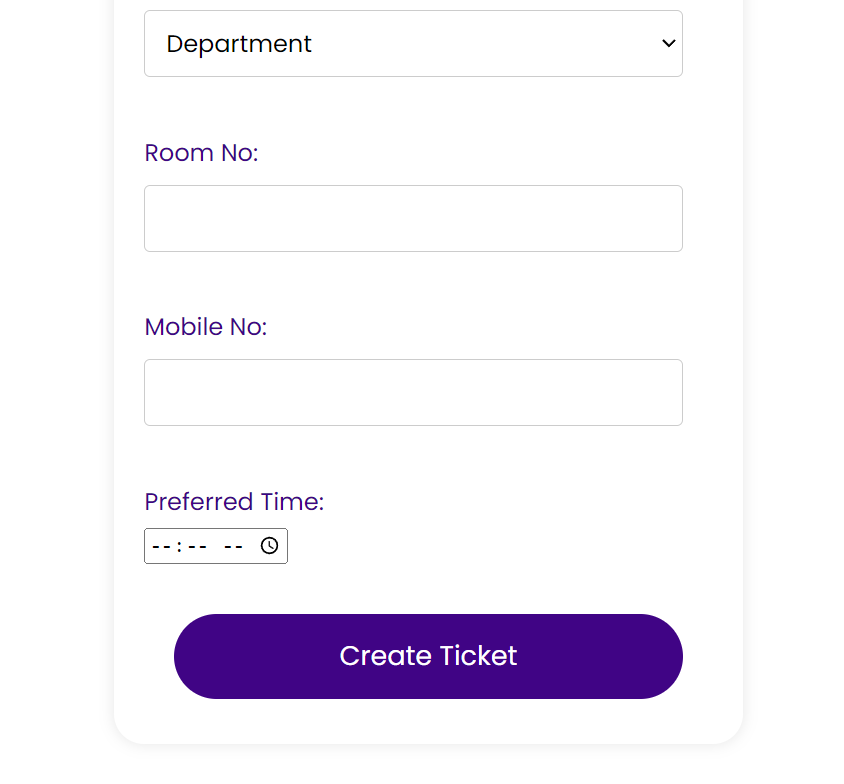 Department
Room No:
Mobile No:
Preferred Time:
--:-- --
Create Ticket